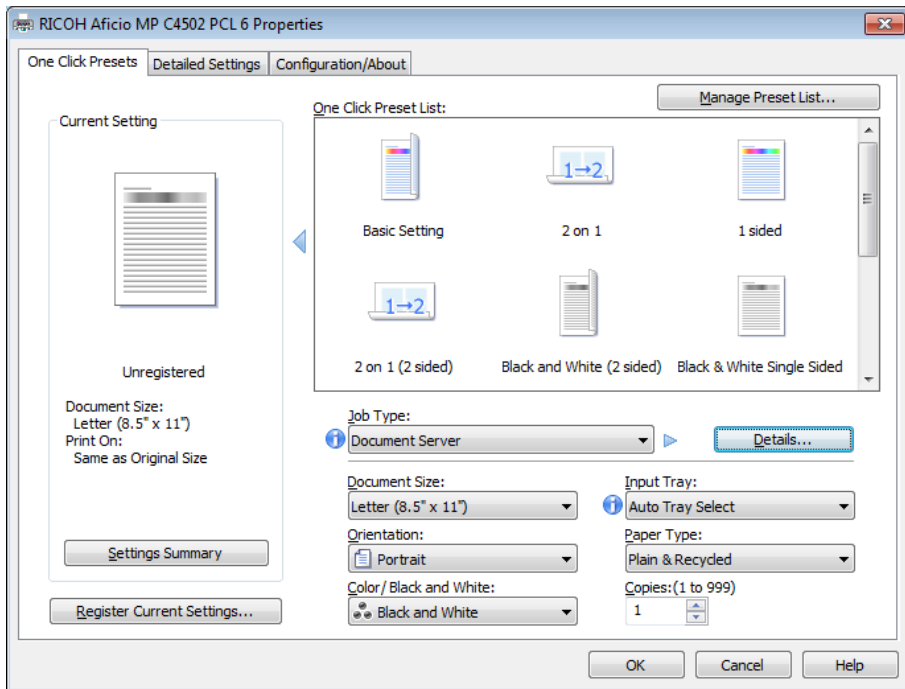 RICOH Aficio MP C4502 PCL 6 Properties
One Click Presets Detailed Settings Configuration/About
Manage Preset List...
One Click Preset List:
Current Setting
1→2
Basic Setting 2 on 1 1 sided
1→2
2 on 1 (2 sided) Black and White (2 sided) Black & White Single Sided
Unregistered
Document Size:
Letter (8.5" x 11")
Print On:
Same as Original Size
Settings Summary
Register Current Settings...
Job Type:
Document Server Details...
Document Size: Input Tray:
Letter (8.5" x 11") Auto Tray Select
Orientation: Paper Type:
Portrait Plain & Recycled
Color/ Black and White: Copies:(1 to 999)
Black and White 1
OK Cancel Help